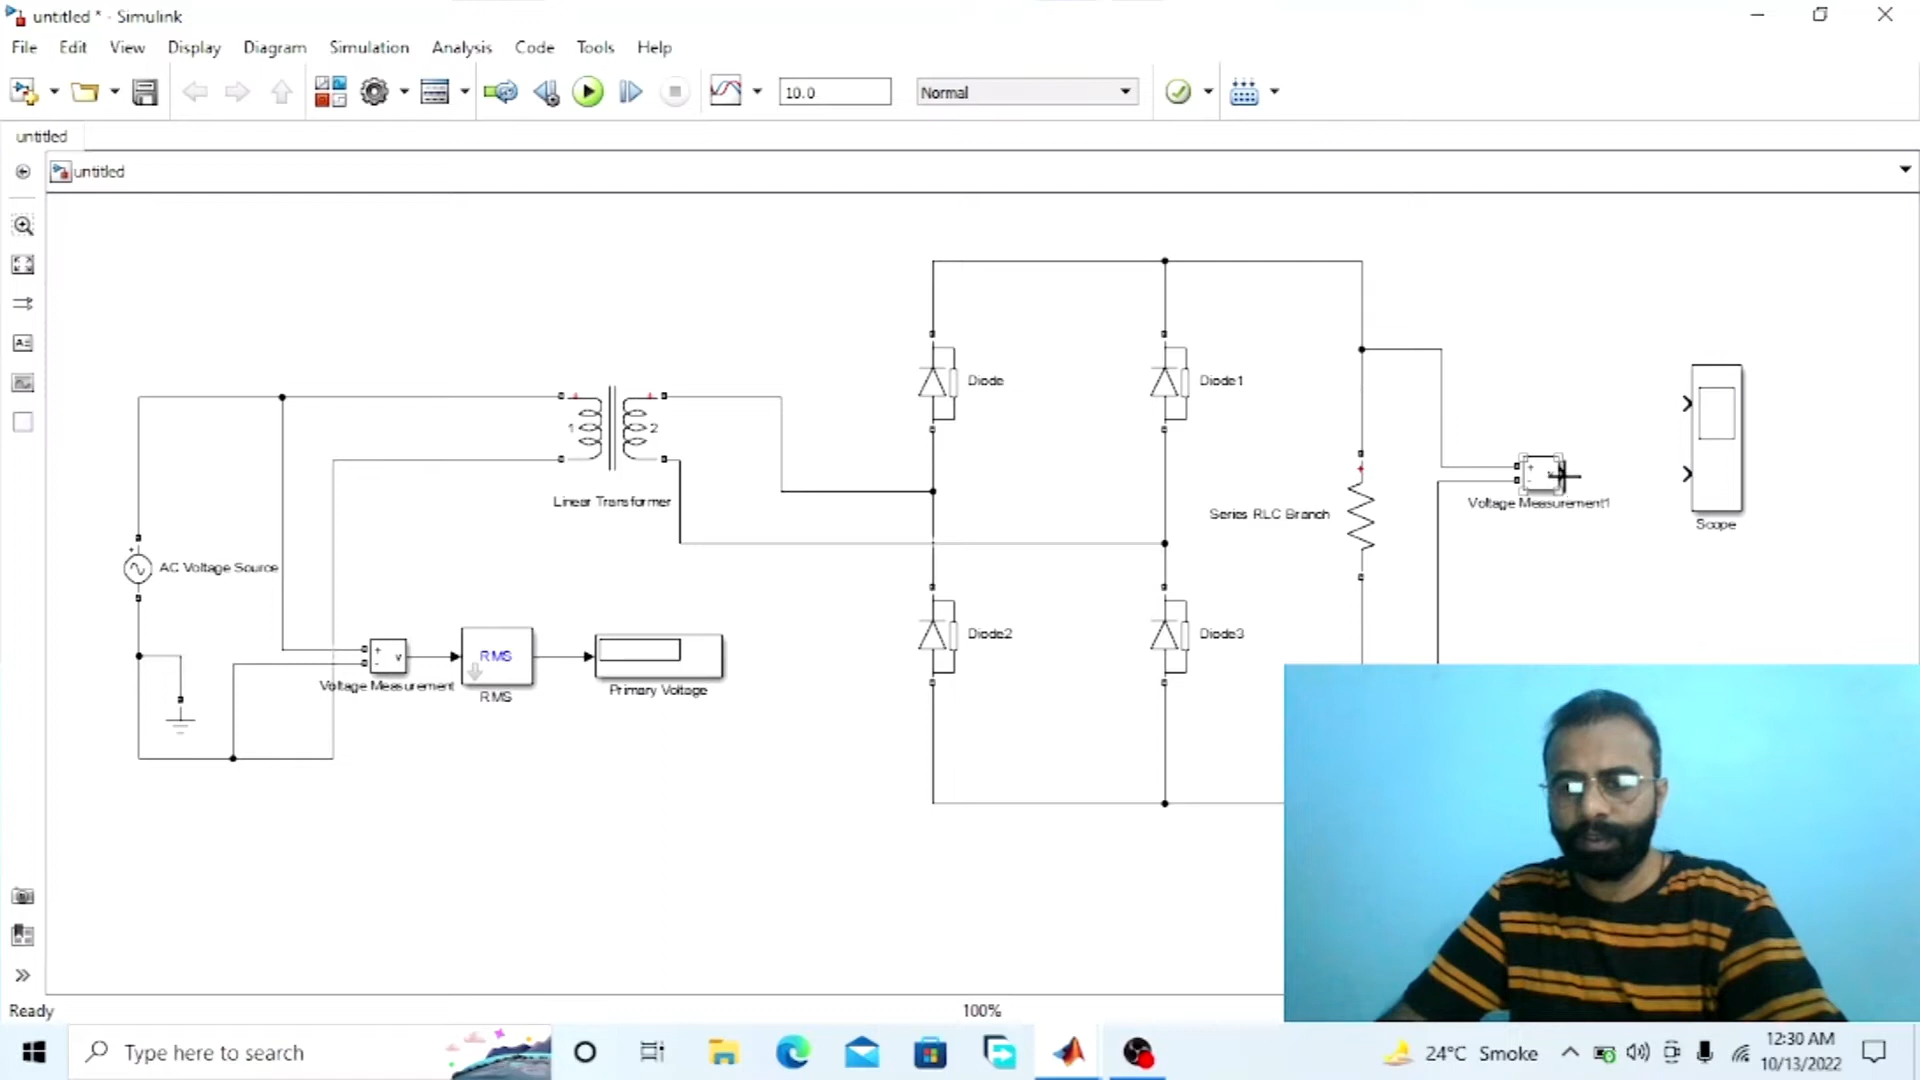 untitled * - Simulink
File Edit View Display Diagram Simulation Analysis Code Tools Help
10.0
Normal
untitled
untitled
Diode
Diode1
1
2
Linear Transformer
Series RLC Branch
+
-
Voltage Measurement1
Scope
AC Voltage Source
+
-
v
Voltage Measurement
RMS
RMS
Primary Voltage
Diode2
Diode3
Ready
100%
Type here to search
24°C Smoke
12:30 AM
10/13/2022